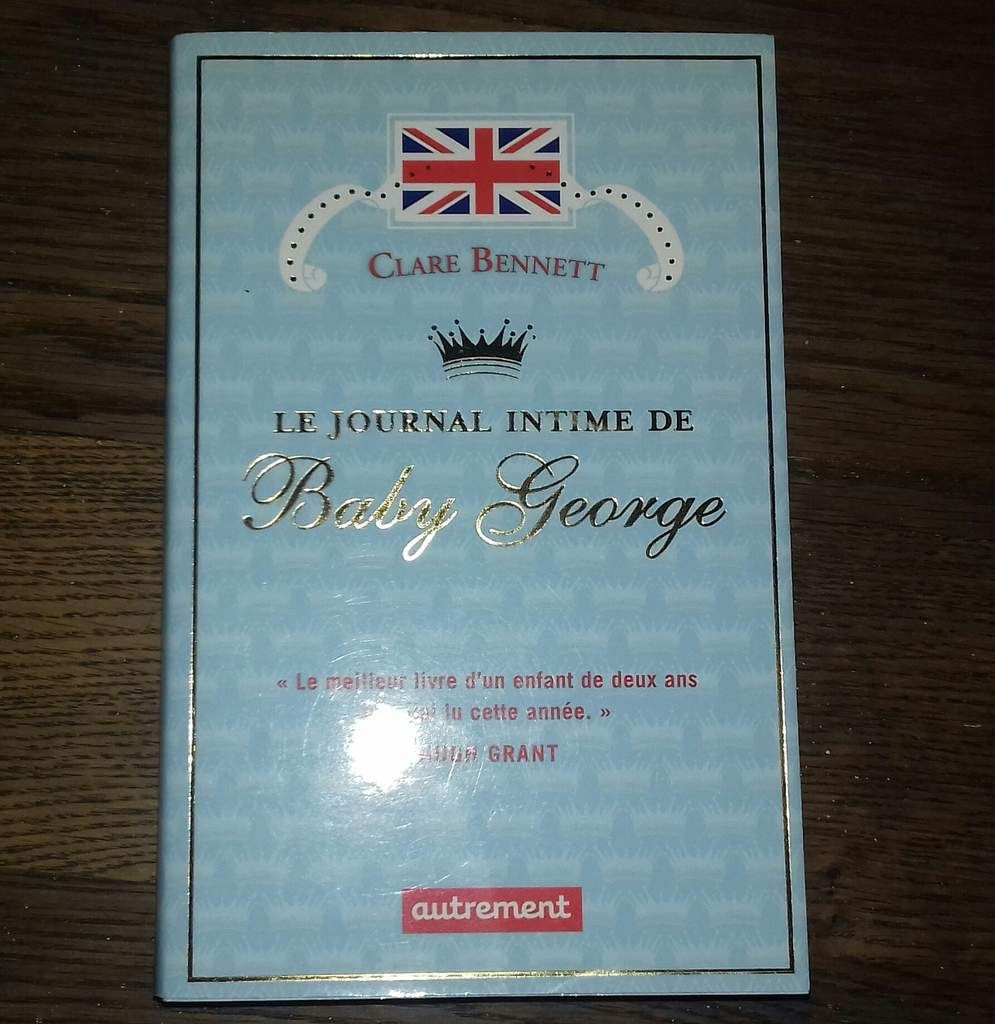 CLARE BENNETT
LE JOURNAL INTIME DE
Baby George
« Le meilleur livre d'un enfant de deux ans
lu cette année. »
HUGH GRANT
autrement